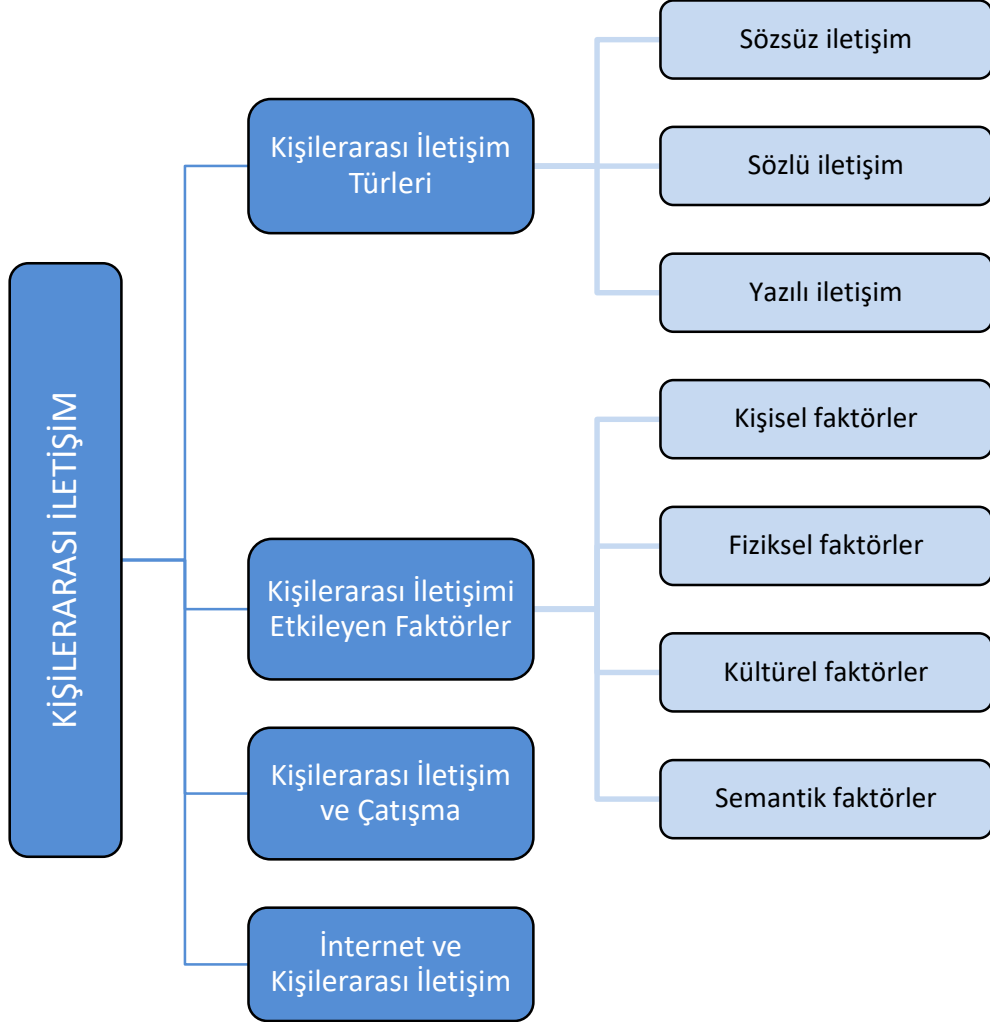 KİŞİLERARASI İLETİŞİM
Kişilerarası İletişim
Türleri
Sözsüz iletişim
Sözlü iletişim
Yazılı iletişim
Kişilerarası İletişimi
Etkileyen Faktörler
Kişisel faktörler
Fiziksel faktörler
Kültürel faktörler
Semantik faktörler
Kişilerarası İletişim
ve Çatışma
İnternet ve
Kişilerarası İletişim